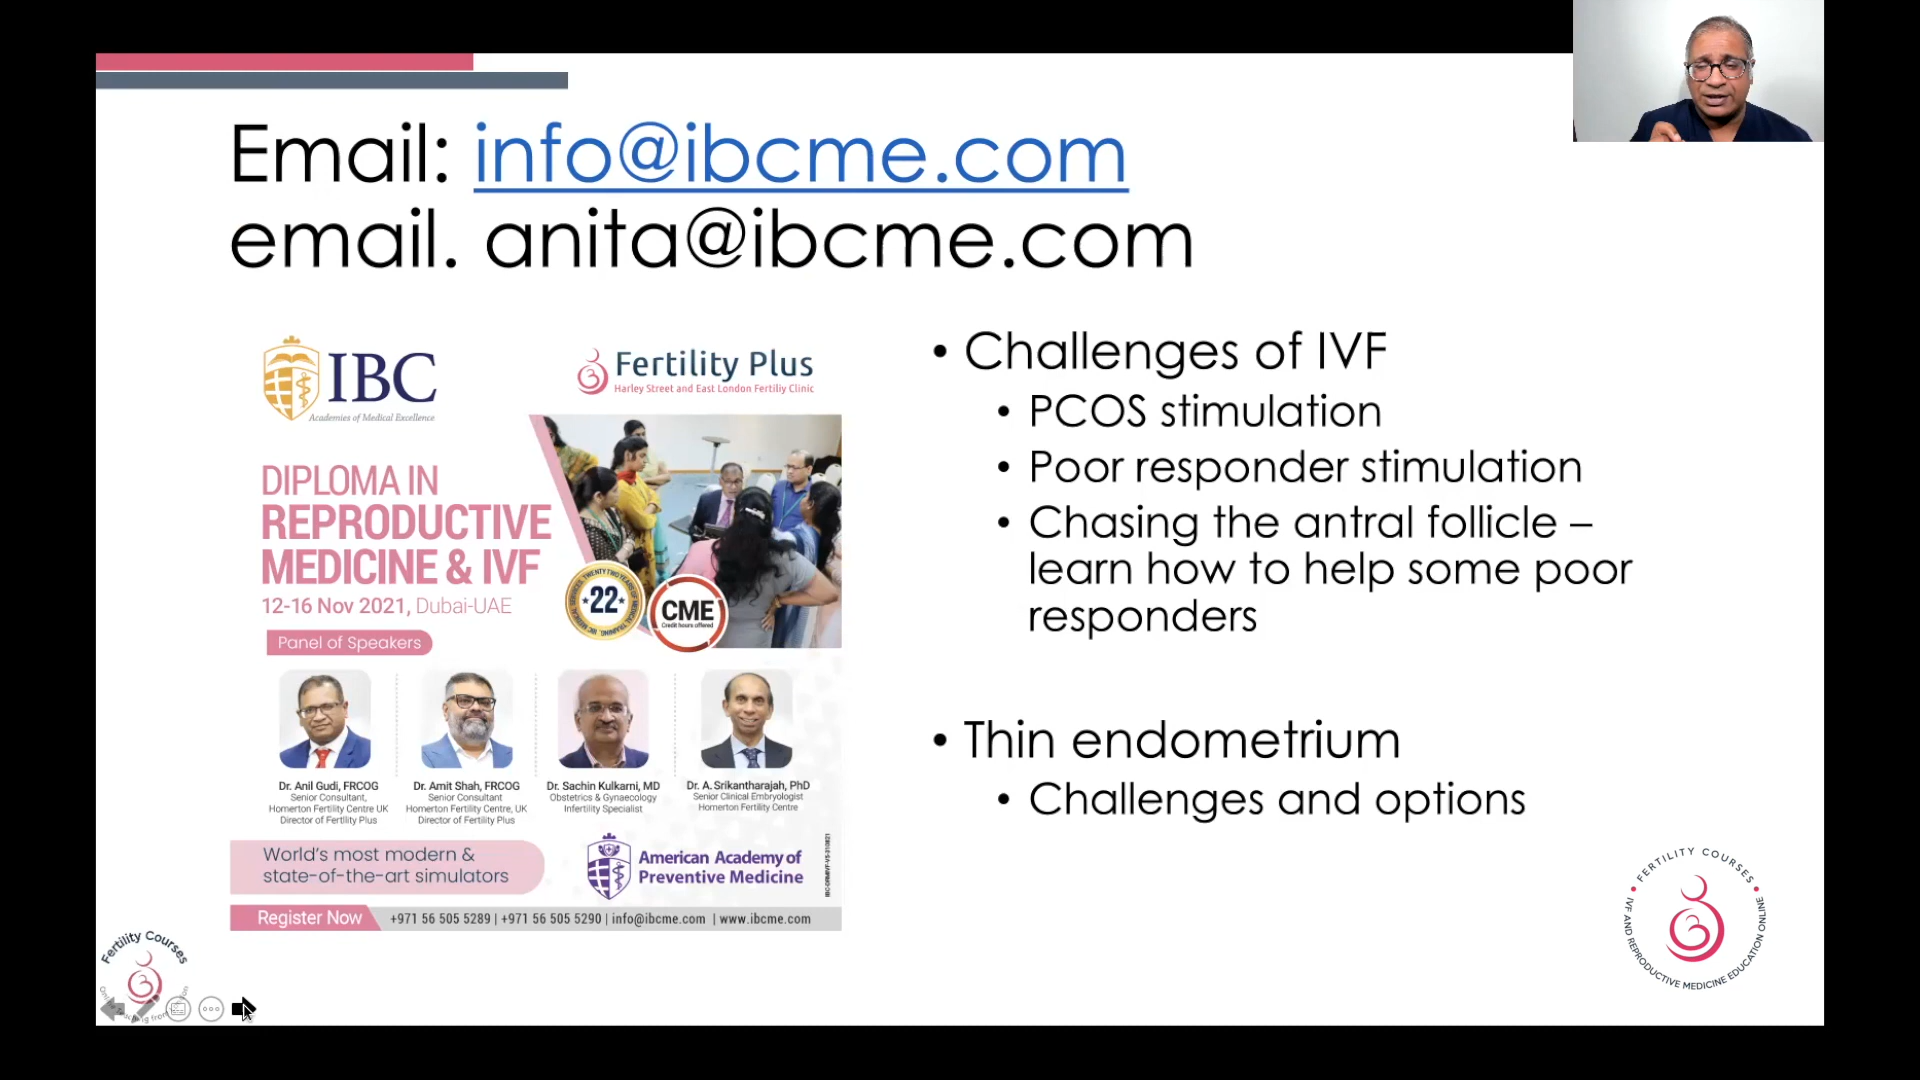 Email: info@ibcme.com
email. anita@ibcme.com
IBC
Academies of Medical Excellence
Fertility Plus
Harley Street and East London Fertiliy Clinic
DIPLOMA IN
REPRODUCTIVE
MEDICINE & IVF
12-16 Nov 2021, Dubai-UAE
22
CME
Credit hours offered
Panel of Speakers
Dr. Anil Gudi, FRCOG
Senior Consultant,
Homerton Fertility Centre UK
Director of Fertility Plus
Dr. Amit Shah, FRCOG
Senior Consultant
Homerton Fertility Centre, UK
Director of Fertility Plus
Dr. Sachin Kulkarni, MD
Obstetrics & Gynaecology
Infertility Specialist
Dr. A. Srikantharajah, PhD
Senior Clinical Embryologist
Homerton Fertility Centre
World's most modern &
state-of-the-art simulators
American Academy of
Preventive Medicine
Register Now
+971 56 505 5289 | +971 56 505 5290 | info@ibcme.com | www.ibcme.com
• Challenges of IVF
• PCOS stimulation
• Poor responder stimulation
• Chasing the antral follicle –
learn how to help some poor
responders
• Thin endometrium
• Challenges and options
Fertility Courses
FERTILITY COURSES
IVF AND REPRODUCTIVE MEDICINE EDUCATION ONLINE